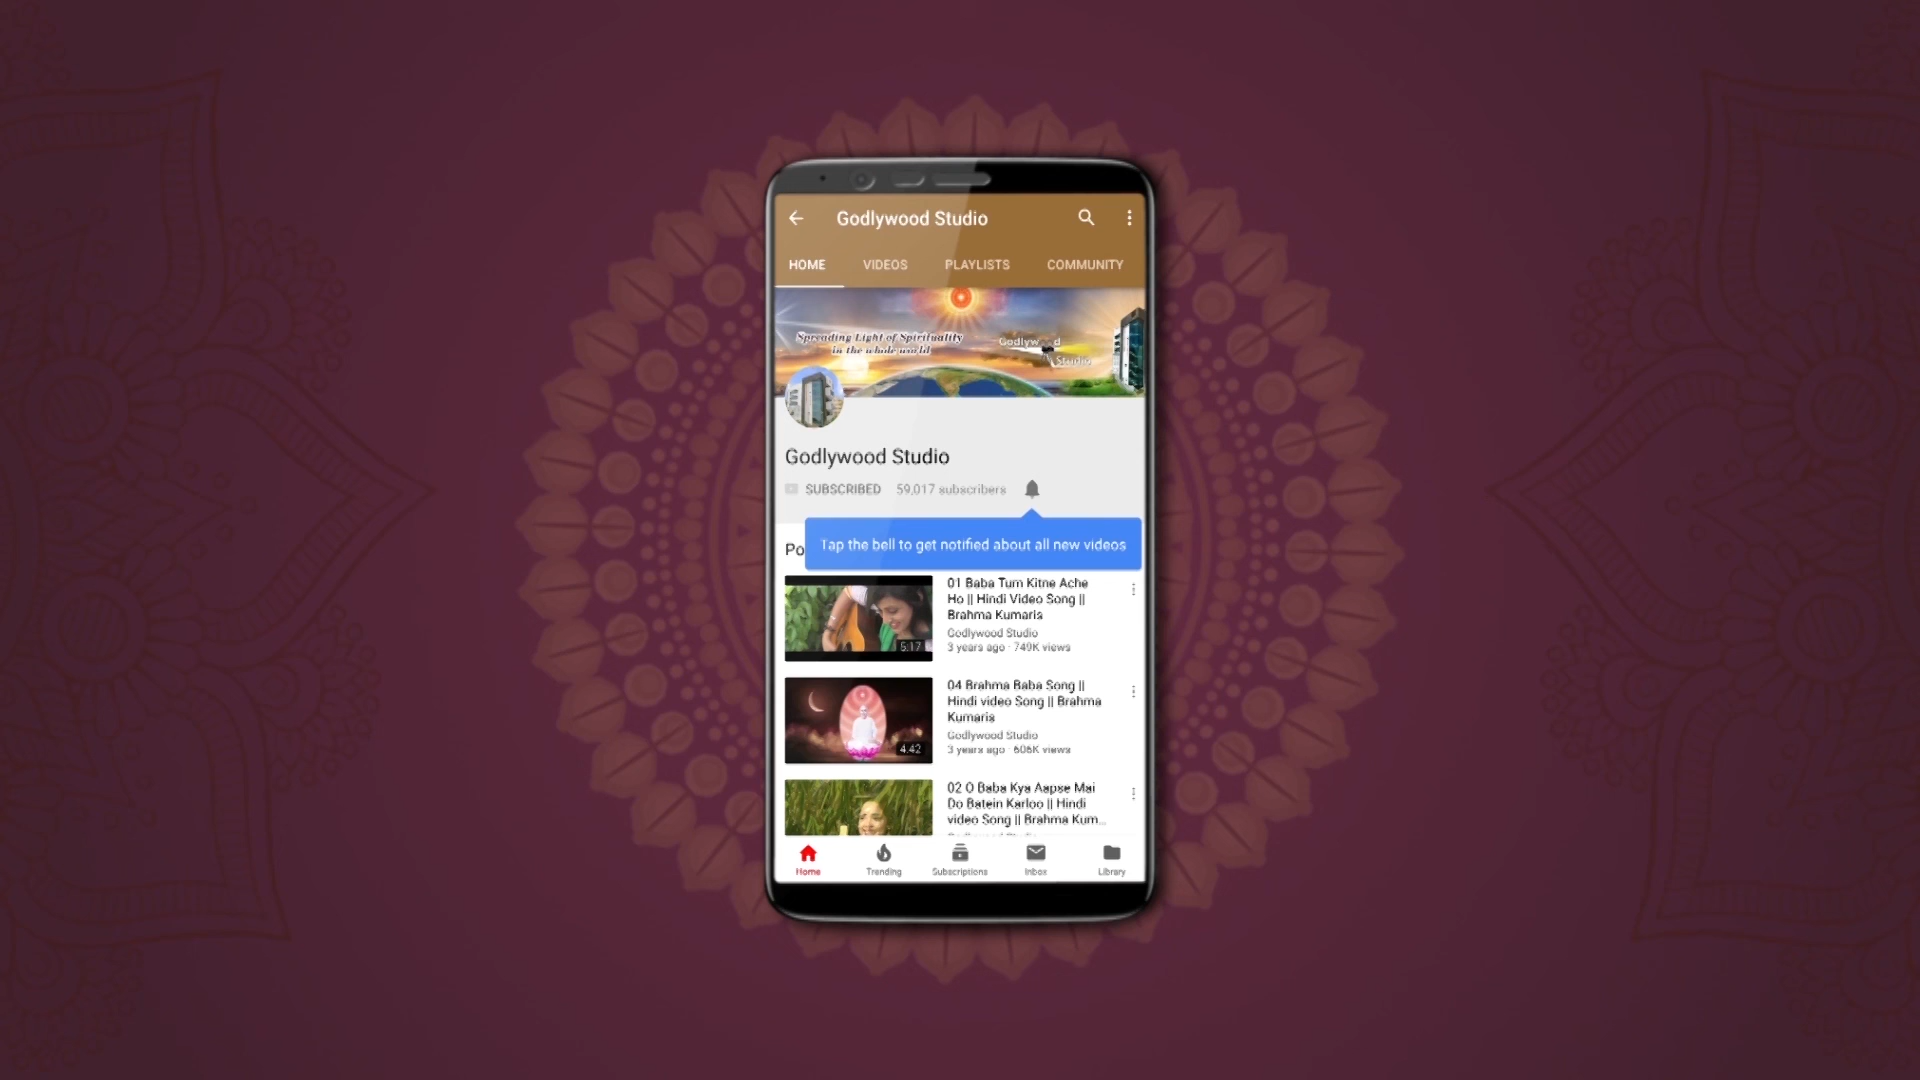 Godlywood Studio
HOME VIDEOS PLAYLISTS COMMUNITY
Spreading Light of Spirituality
in the whole world
Godlyw d
Studio
Godlywood Studio
SUBSCRIBED 59,017 subscribers
Tap the bell to get notified about all new videos
Po
01 Baba Tum Kitne Ache
Ho || Hindi Video Song ||
Brahma Kumaris
Godlywood Studio
3 years ago · 749K views
5:17
04 Brahma Baba Song ||
Hindi video Song || Brahma
Kumaris
Godlywood Studio
3 years ago · 606K views
4:42
02 O Baba Kya Aapse Mai
Do Batein Karloo || Hindi
video Song || Brahma Kum...
Home Trending Subscriptions Inbox Library